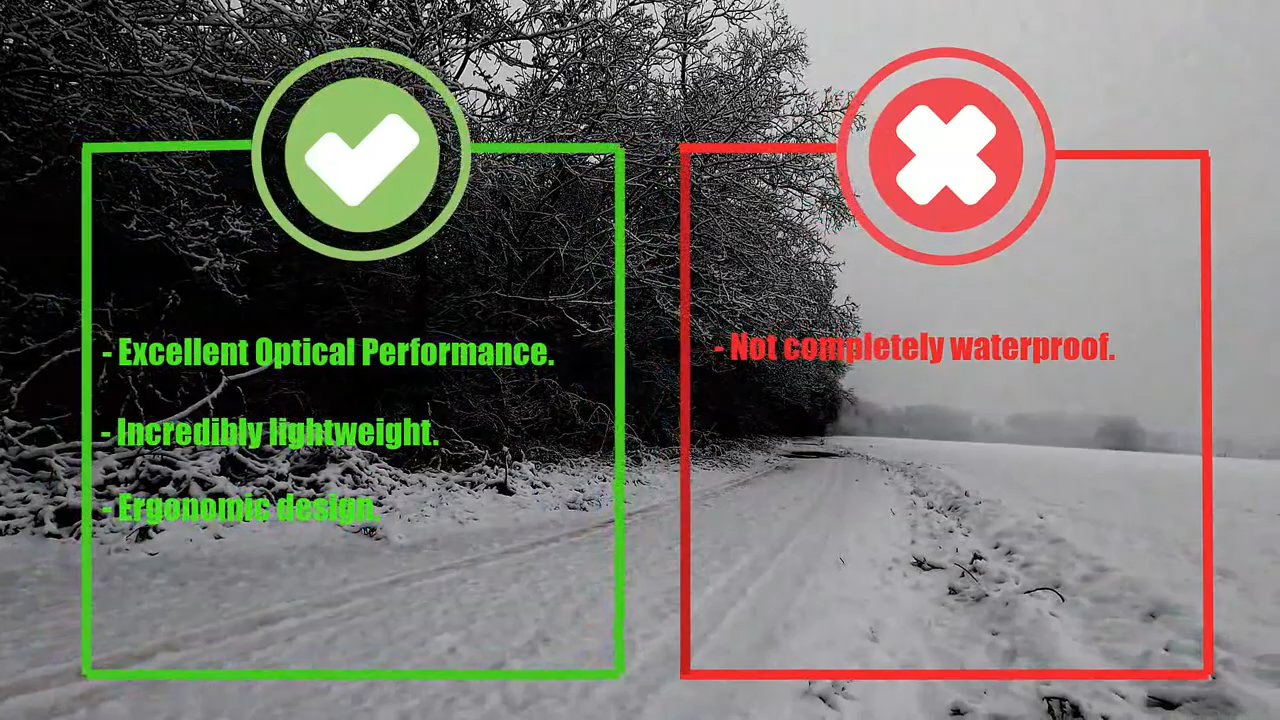 - Excellent Optical Performance.
- Incredibly lightweight.
- Ergonomic design.
- Not completely waterproof.